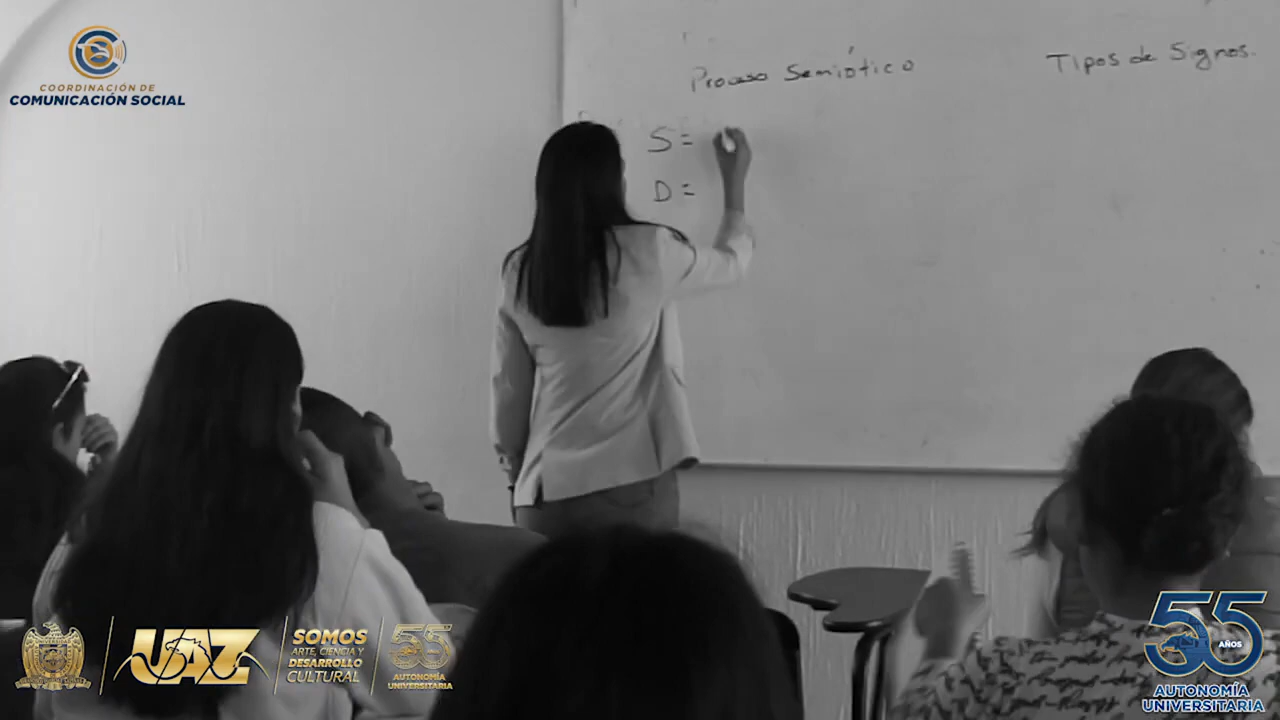 COORDINACIÓN DE
COMUNICACIÓN SOCIAL
Proceso Semiótico
Tipos de Signos.
S=
D=
UAZ
SOMOS
ARTE, CIENCIA Y
DESARROLLO
CULTURAL
55
AUTONOMÍA
UNIVERSITARIA
55
AÑOS
AUTONOMÍA
UNIVERSITARIA